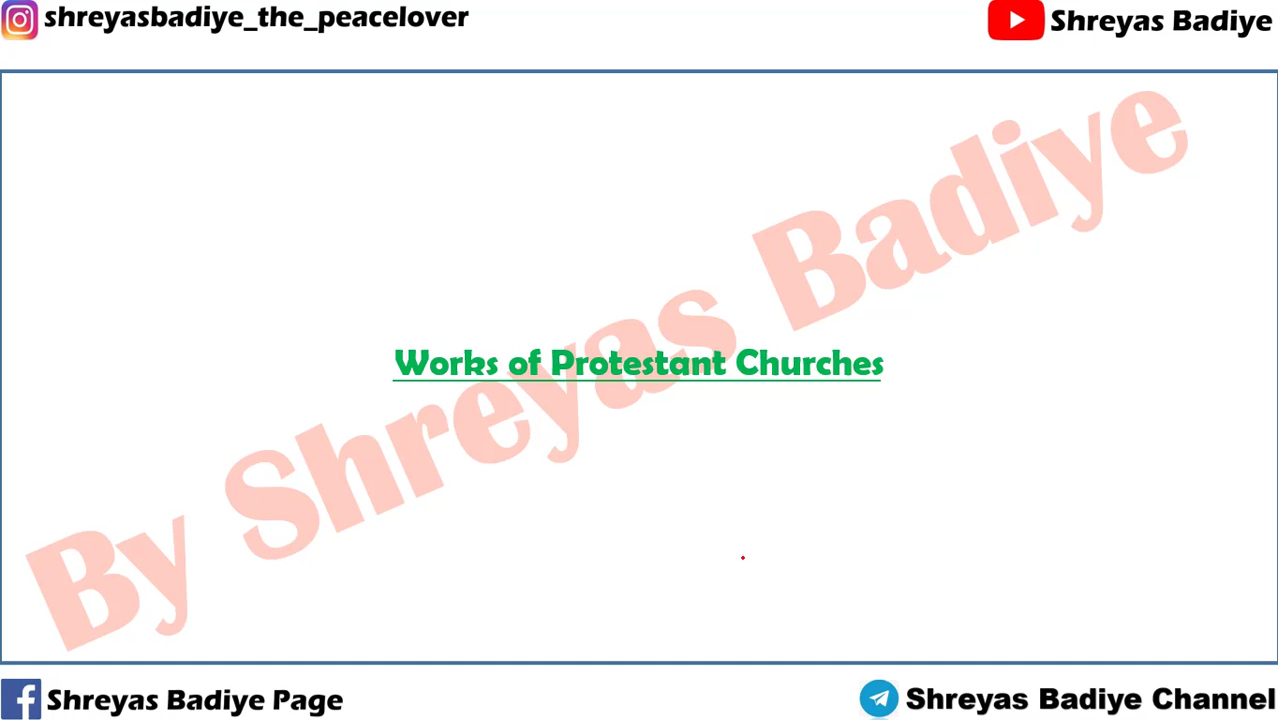 shreyasbadiye_the_peacelover
Shreyas Badiye
Works of Protestant Churches
By Shreyas Badiye
Shreyas Badiye Page
Shreyas Badiye Channel